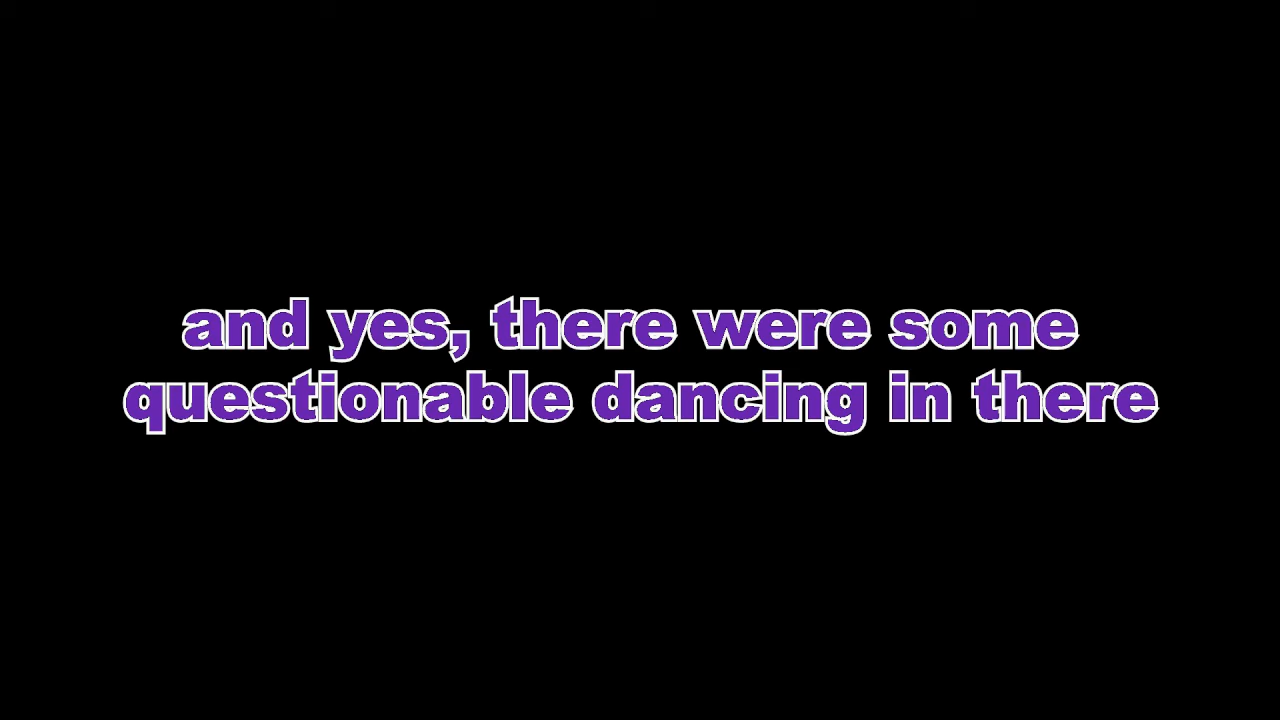 and yes, there were some
questionable dancing in there